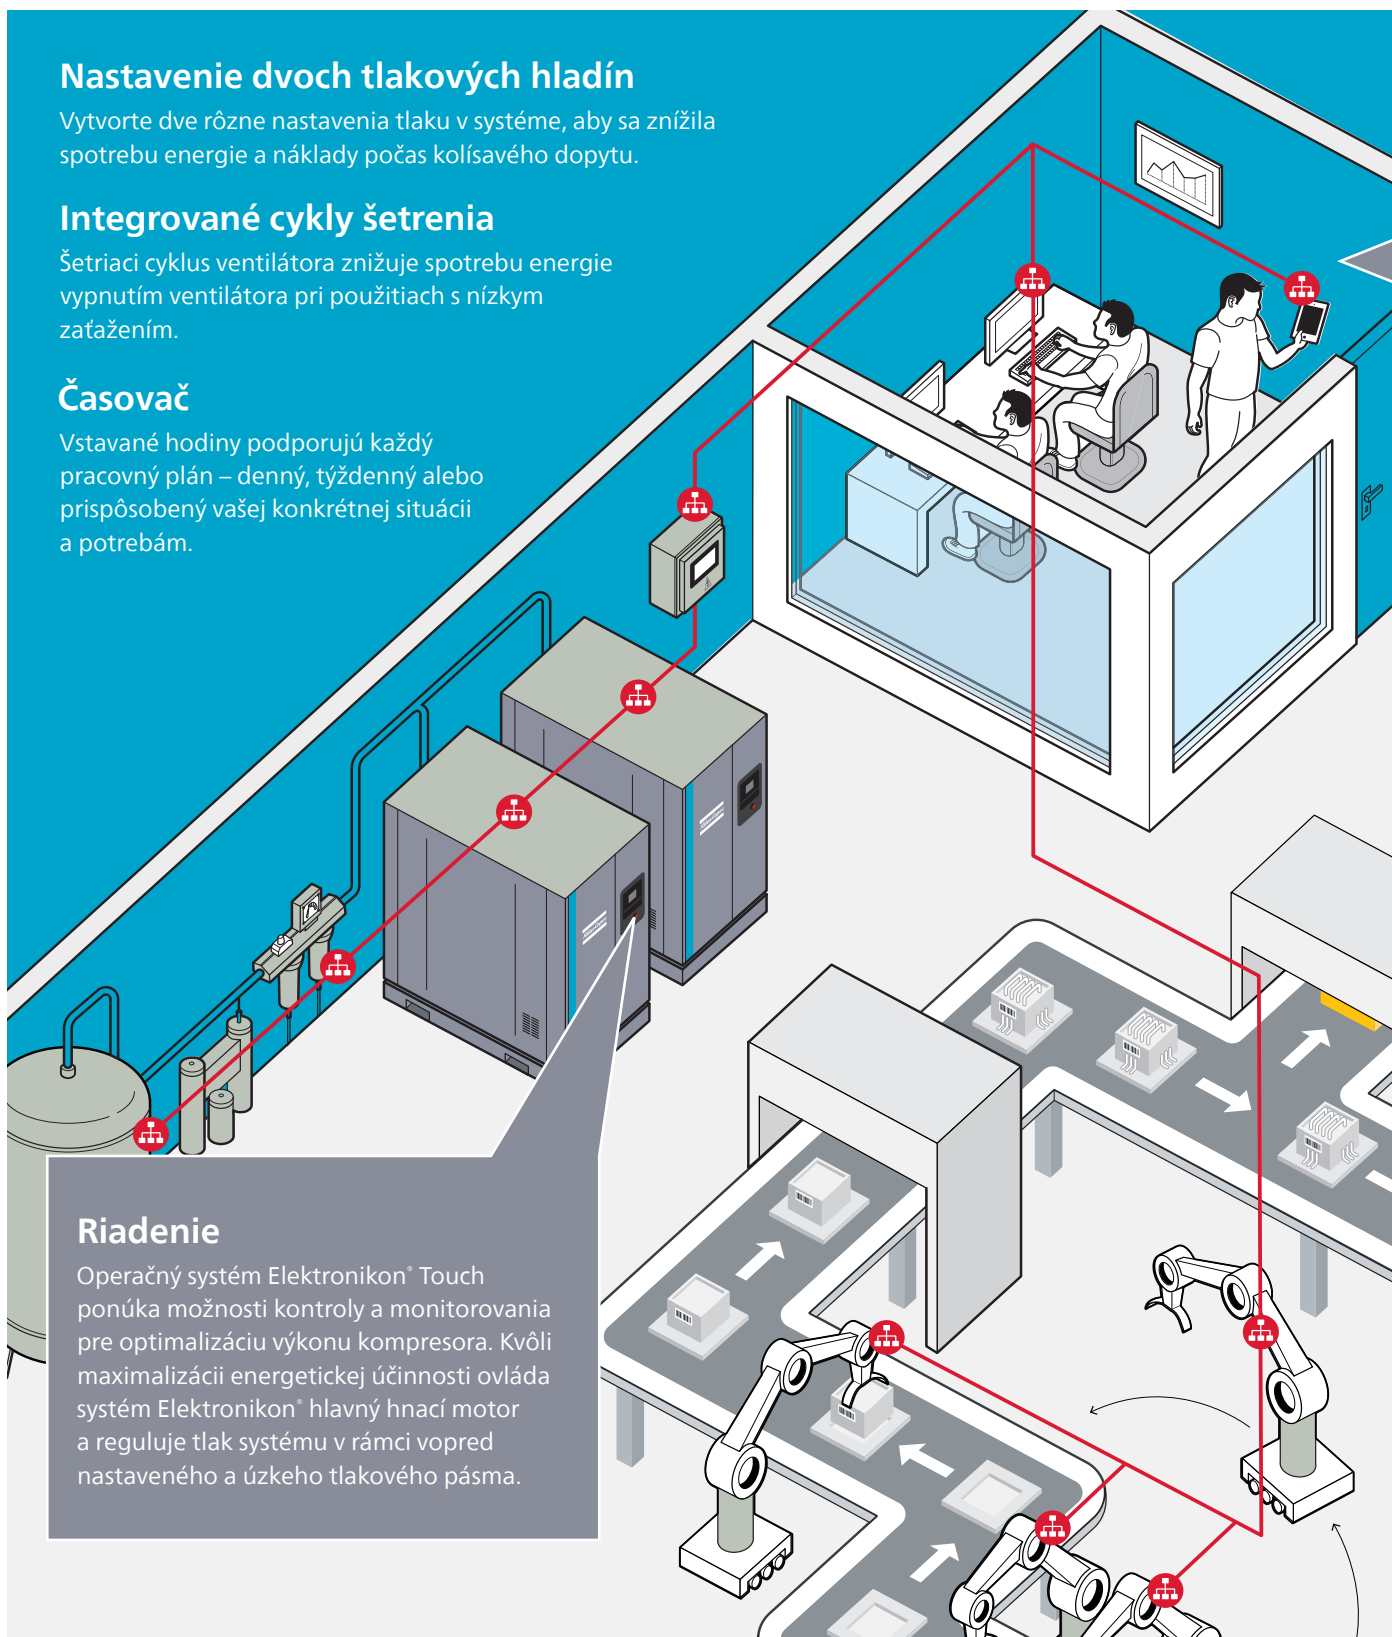 Nastavenie dvoch tlakových hladín
Vytvorte dve rôzne nastavenia tlaku v systéme, aby sa znížila
spotrebu energie a náklady počas kolísavého dopytu.
Integrované cykly šetrenia
Šetriaci cyklus ventilátora znižuje spotrebu energie
vypnutím ventilátora pri použitiach s nízkym
zaťažením.
Časovač
Vstavané hodiny podporujú každý
pracovný plán – denný, týždenný alebo
prispôsobený vašej konkrétnej situácii
a potrebám.
Riadenie
Operačný systém Elektronikon® Touch
ponúka možnosti kontroly a monitorovania
pre optimalizáciu výkonu kompresora. Kvôli
maximalizácii energetickej účinnosti ovláda
systém Elektronikon® hlavný hnací motor
a reguluje tlak systému v rámci vopred
nastaveného a úzkeho tlakového pásma.